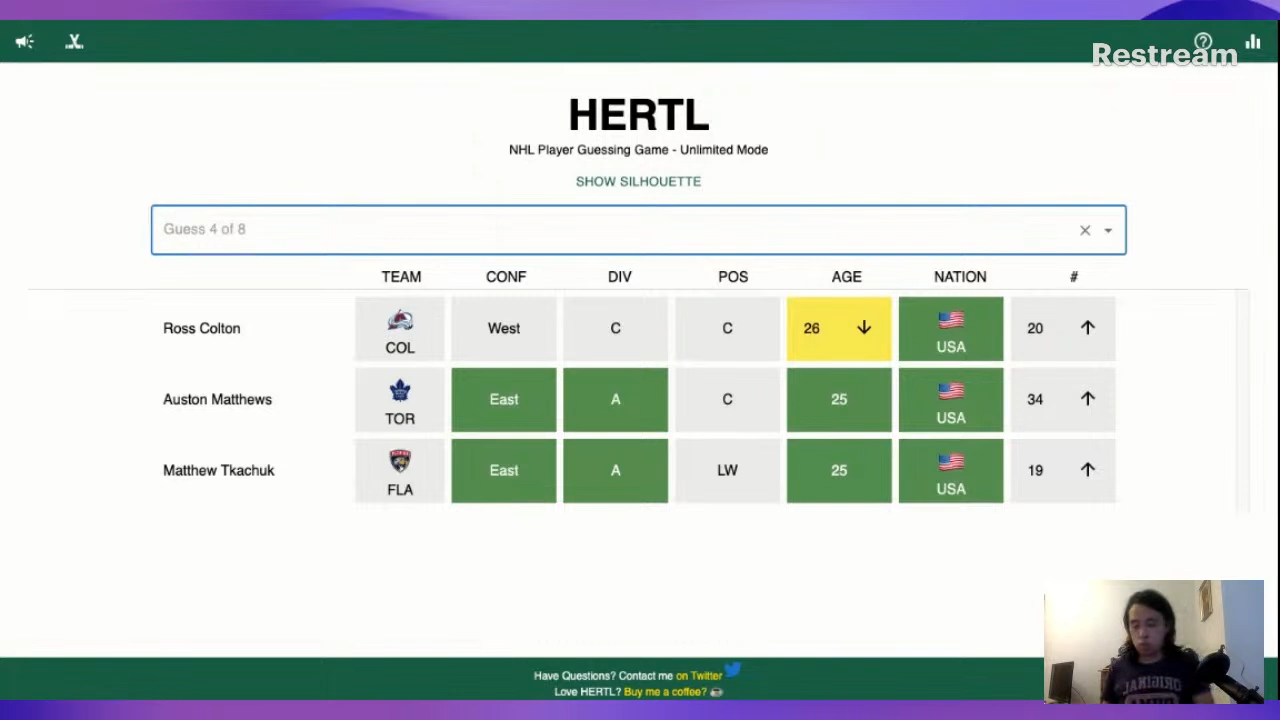 Restream
HERTL
NHL Player Guessing Game - Unlimited Mode
SHOW SILHOUETTE
Guess 4 of 8
TEAM CONF DIV POS AGE NATION #
Ross Colton COL West C C 26 USA 20
Auston Matthews TOR East A C 25 USA 34
Matthew Tkachuk FLA East A LW 25 USA 19
Have Questions? Contact me on Twitter
Love HERTL? Buy me a coffee?
ORIGINAL